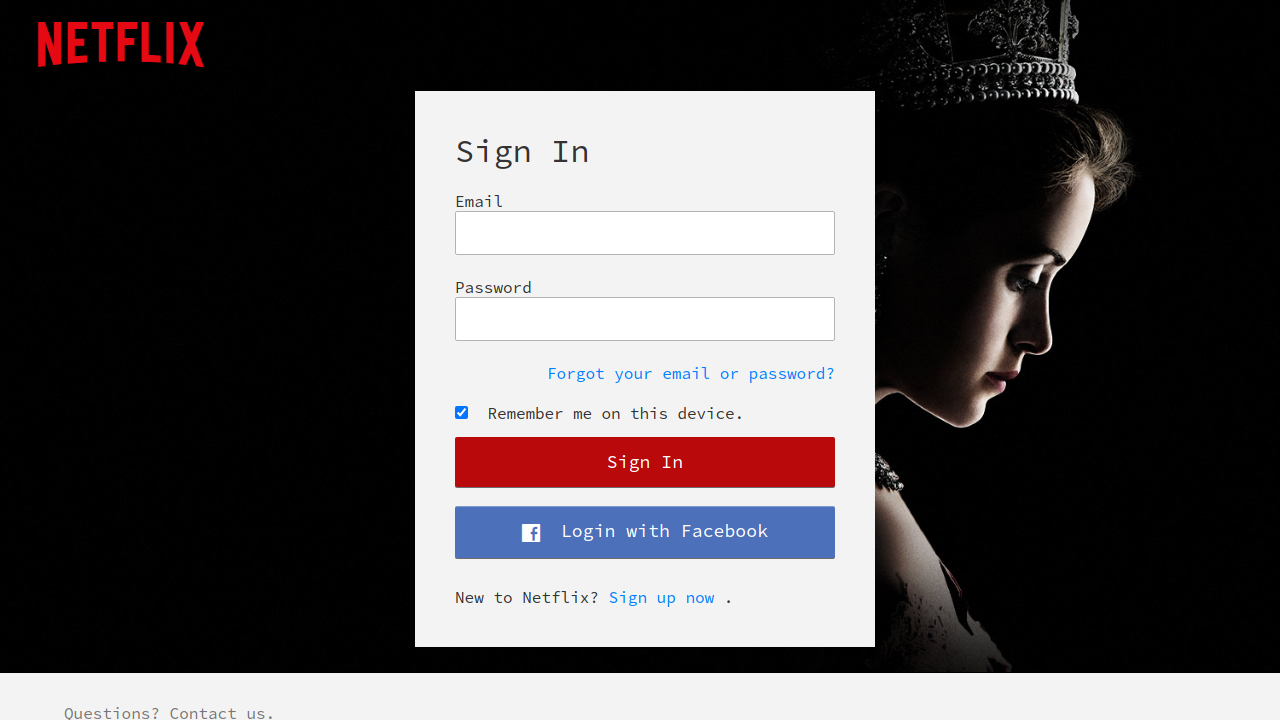 NETFLIX
Sign In
Email
Password
Forgot your email or password?
Remember me on this device.
Sign In
Login with Facebook
New to Netflix? Sign up now .
Questions? Contact us.